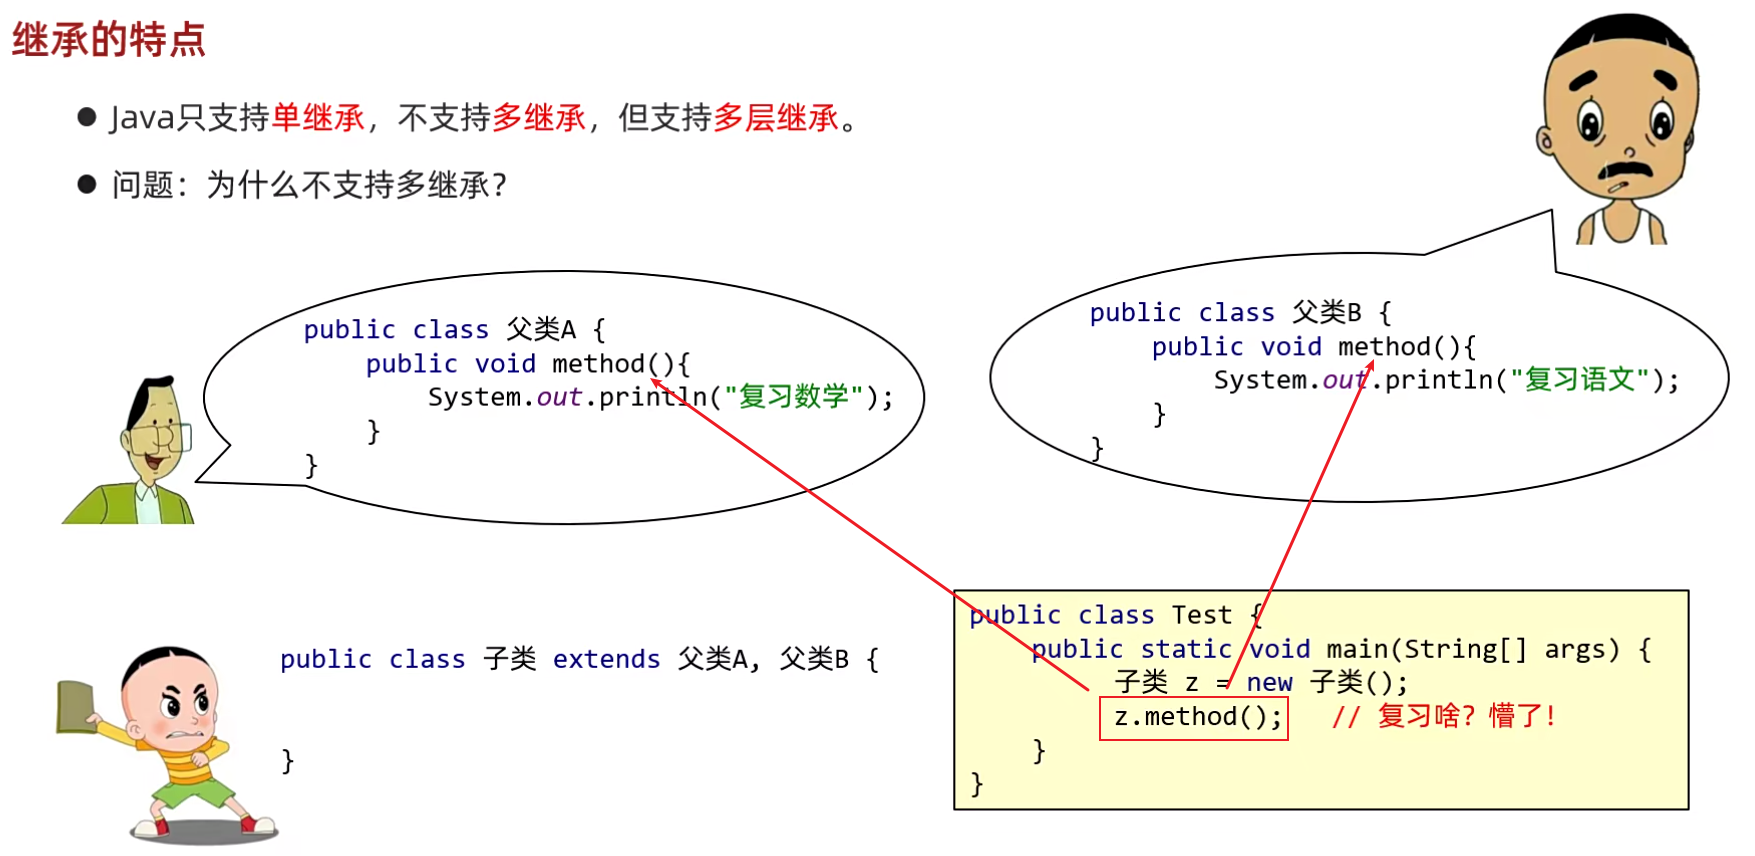 继承的特点
Java只支持单继承，不支持多继承，但支持多层继承。
问题：为什么不支持多继承？
public class 父类A {
public void method(){
System.out.println("复习数学");
}
}
public class 父类B {
public void method(){
System.out.println("复习语文");
}
}
public class 子类 extends 父类A, 父类B {
}
public class Test {
public static void main(String[] args) {
子类 z = new 子类();
z.method(); // 复习啥？懵了！
}
}